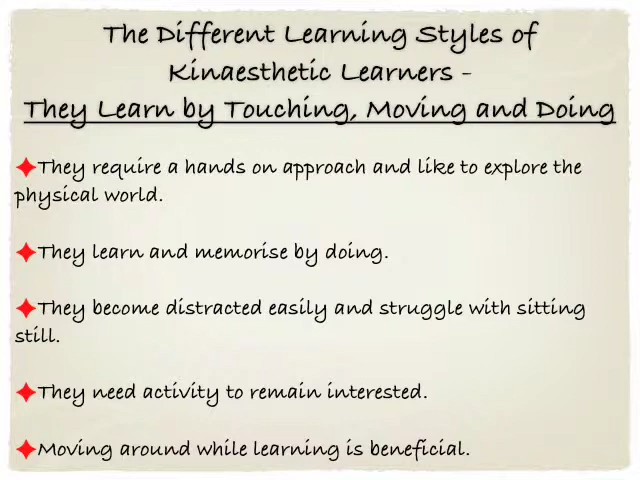 The Different Learning Styles of
Kinaesthetic Learners -
They Learn by Touching, Moving and Doing
They require a hands on approach and like to explore the
physical world.
They learn and memorise by doing.
They become distracted easily and struggle with sitting
still.
They need activity to remain interested.
Moving around while learning is beneficial.